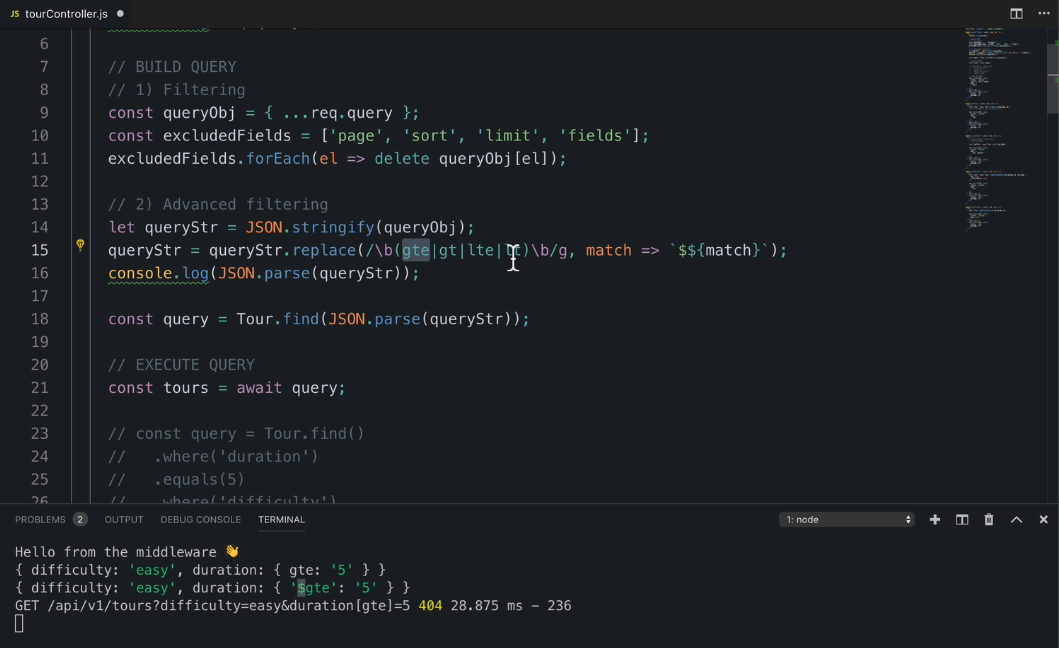 JS tourController.js
6
7 // BUILD QUERY
8 // 1) Filtering
9 const queryObj = { ...req.query };
10 const excludedFields = ['page', 'sort', 'limit', 'fields'];
11 excludedFields.forEach(el => delete queryObj[el]);
12
13 // 2) Advanced filtering
14 let queryStr = JSON.stringify(queryObj);
15 queryStr = queryStr.replace(/\b(gte|gt|lte|lt)\b/g, match => `$${match}`);
16 console.log(JSON.parse(queryStr));
17
18 const query = Tour.find(JSON.parse(queryStr));
19
20 // EXECUTE QUERY
21 const tours = await query;
22
23 // const query = Tour.find()
24 // .where('duration')
25 // .equals(5)
26 // .where('difficulty')
PROBLEMS 2 OUTPUT DEBUG CONSOLE TERMINAL 1: node
Hello from the middleware 👋
{ difficulty: 'easy', duration: { gte: '5' } }
{ difficulty: 'easy', duration: { '$gte': '5' } }
GET /api/v1/tours?difficulty=easy&duration[gte]=5 404 28.875 ms - 236